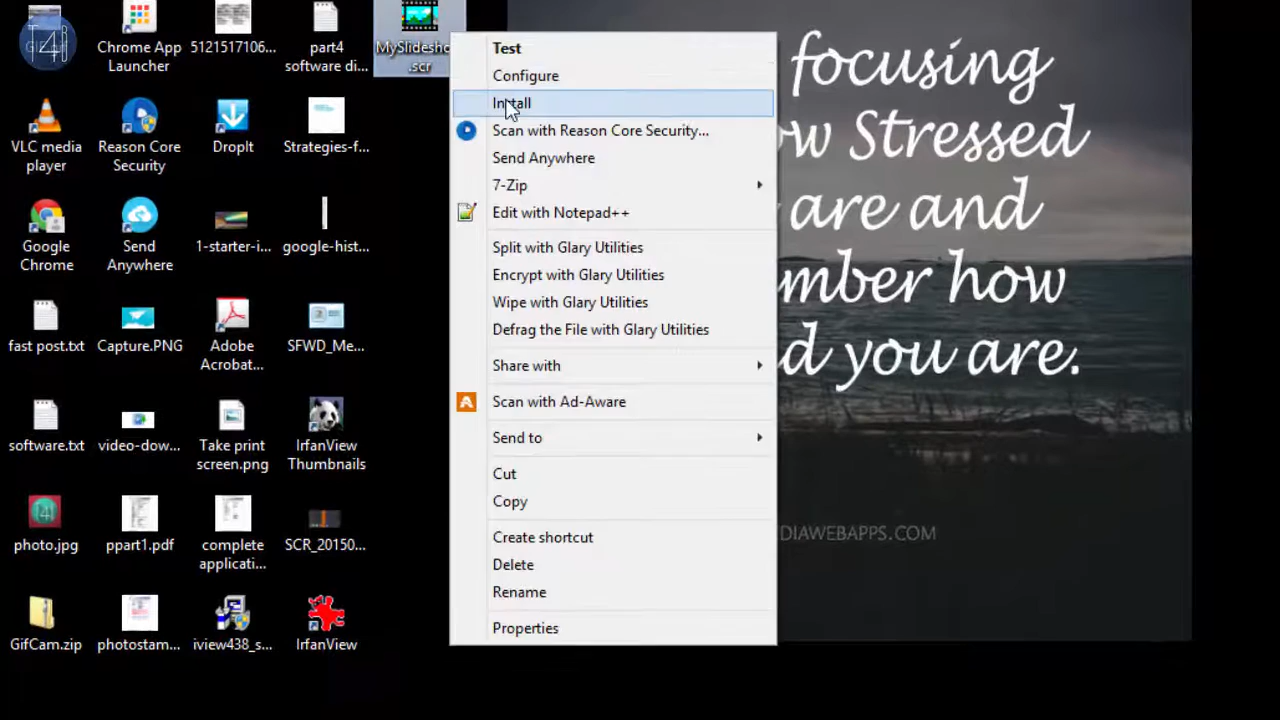 Chrome App
Launcher
5121517106...
part4
software di...
MySlidesho
.scr
VLC media
player
Reason Core
Security
DropIt
Strategies-f...
Google
Chrome
Send
Anywhere
1-starter-i...
google-hist...
fast post.txt
Capture.PNG
Adobe
Acrobat...
SFWD_Me...
software.txt
video-dow...
Take print
screen.png
IrfanView
Thumbnails
photo.jpg
ppart1.pdf
complete
applicati...
SCR_20150...
GifCam.zip
photostam...
iview438_s...
IrfanView
Test
Configure
Install
Scan with Reason Core Security...
Send Anywhere
7-Zip
Edit with Notepad++
Split with Glary Utilities
Encrypt with Glary Utilities
Wipe with Glary Utilities
Defrag the File with Glary Utilities
Share with
Scan with Ad-Aware
Send to
Cut
Copy
Create shortcut
Delete
Rename
Properties
focusing
ow Stressed
are and
mber how
d you are.
DIAWEBAPPS.COM